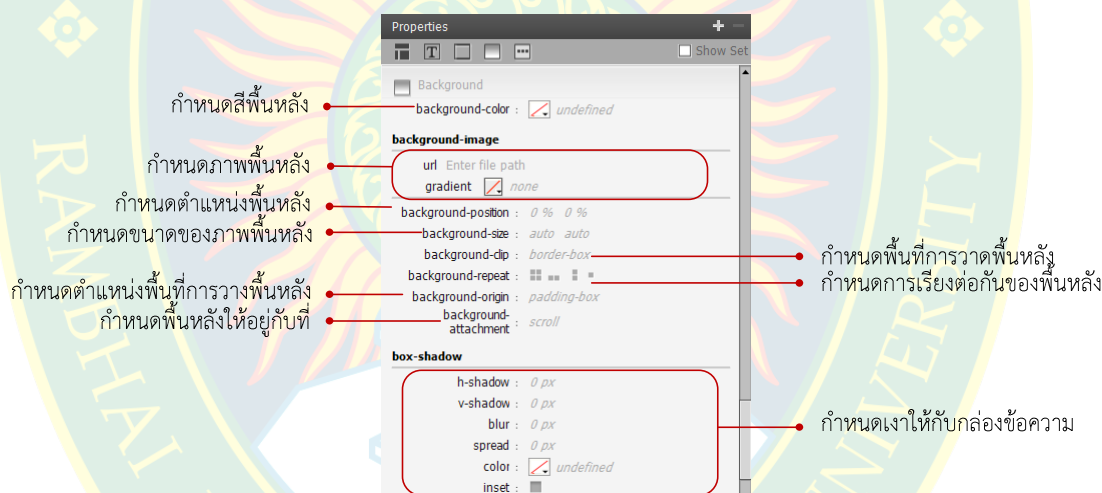 Properties
Show Set
Background
กำหนดสีพื้นหลัง
background-color : undefined
background-image
กำหนดภาพพื้นหลัง
url Enter file path
gradient none
กำหนดตำแหน่งพื้นหลัง
background-position : 0 % 0 %
กำหนดขนาดของภาพพื้นหลัง
background-size : auto auto
background-clip : border-box
กำหนดพื้นที่การวาดพื้นหลัง
background-repeat :
กำหนดการเรียงต่อกันของพื้นหลัง
กำหนดตำแหน่งพื้นที่การวางพื้นหลัง
background-origin : padding-box
กำหนดพื้นหลังให้อยู่กับที่
background-
attachment : scroll
box-shadow
h-shadow : 0 px
v-shadow : 0 px
blur : 0 px
กำหนดเงาให้กับกล่องข้อความ
spread : 0 px
color : undefined
inset :
RAMBHAI
UNIVERSITY